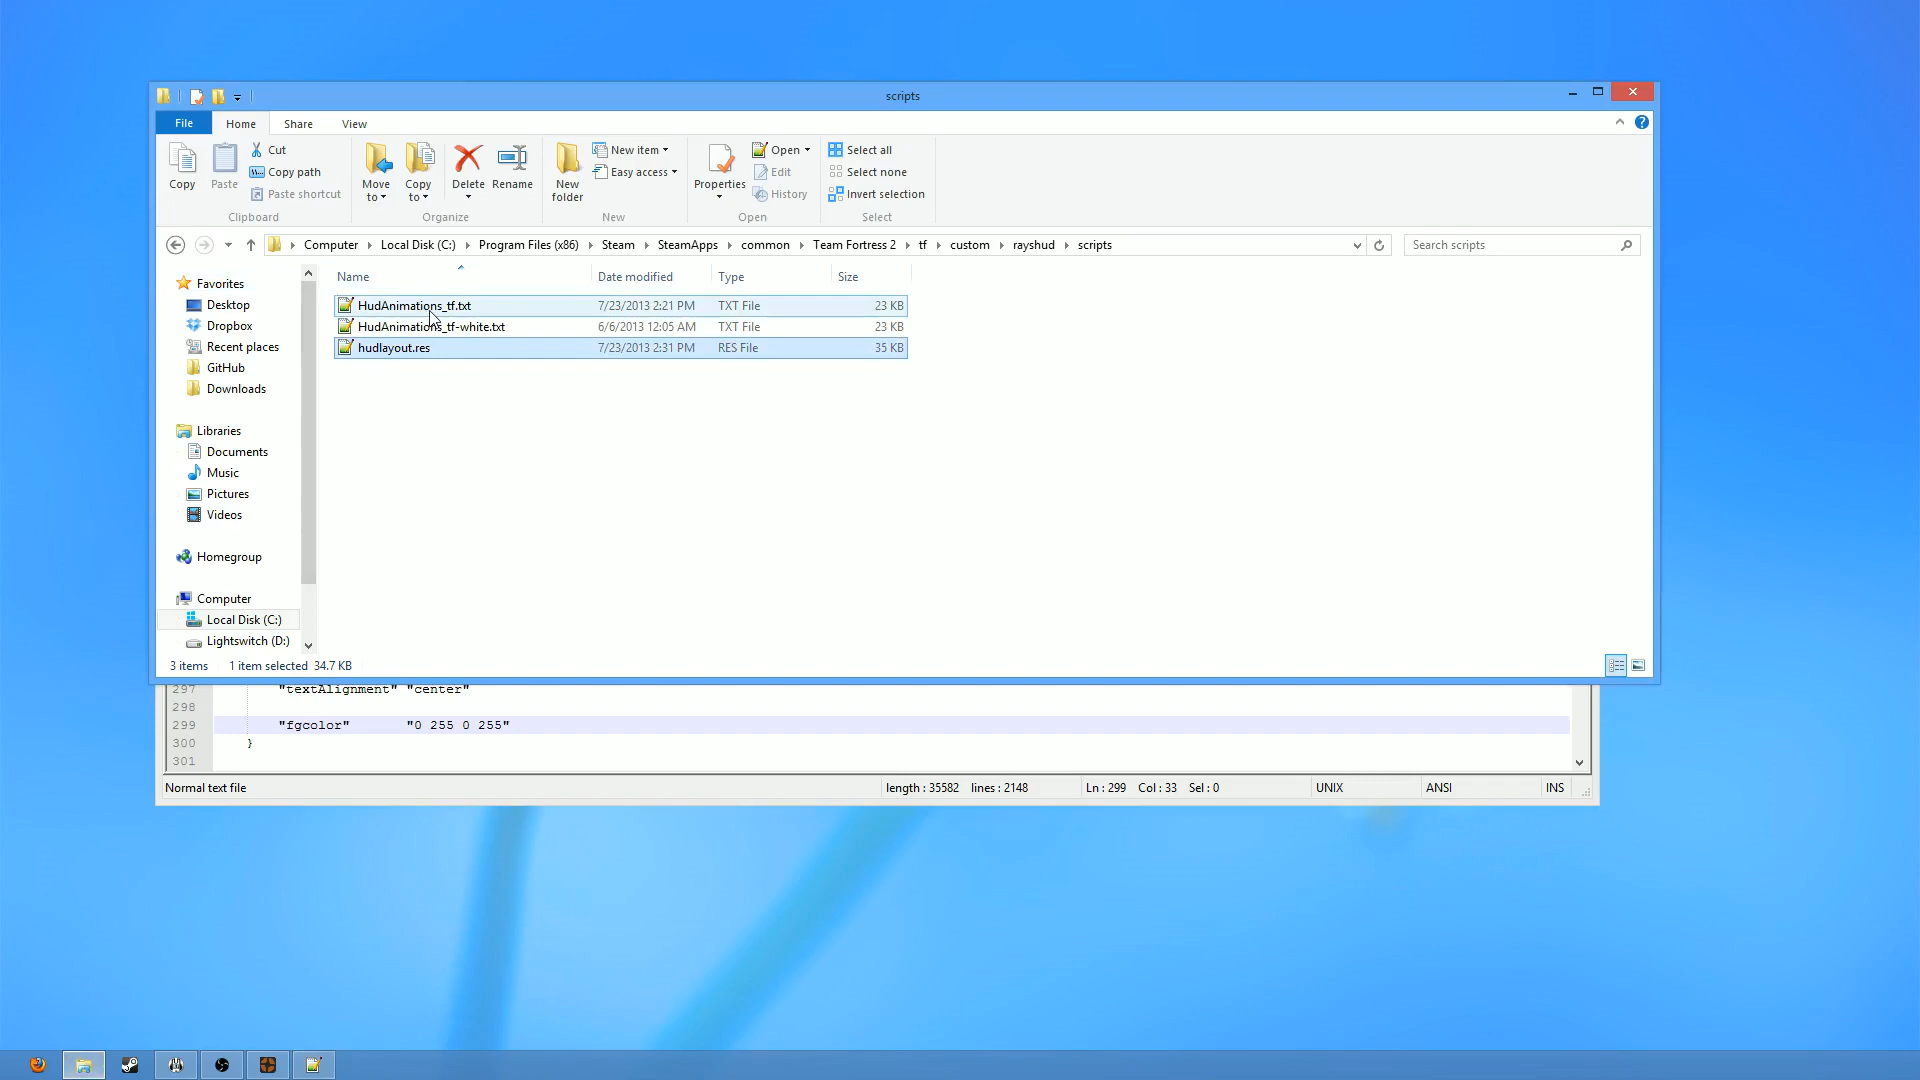 scripts
File Home Share View
Copy
Paste
Cut
Copy path
Paste shortcut
Clipboard
Move to
Copy to
Delete
Rename
Organize
New folder
New item
Easy access
New
Properties
Open
Edit
History
Open
Select all
Select none
Invert selection
Select
Computer Local Disk (C:) Program Files (x86) Steam SteamApps common Team Fortress 2 tf custom rayshud scripts
Search scripts
Name Date modified Type Size
HudAnimations_tf.txt 7/23/2013 2:21 PM TXT File 23 KB
HudAnimations_tf-white.txt 6/6/2013 12:05 AM TXT File 23 KB
hudlayout.res 7/23/2013 2:31 PM RES File 35 KB
Favorites
Desktop
Dropbox
Recent places
GitHub
Downloads
Libraries
Documents
Music
Pictures
Videos
Homegroup
Computer
Local Disk (C:)
Lightswitch (D:)
3 items 1 item selected 34.7 KB
297 "textAlignment" "center"
298
299 "fgcolor" "0 255 0 255"
300 }
301
Normal text file length : 35582 lines : 2148 Ln : 299 Col : 33 Sel : 0 UNIX ANSI INS